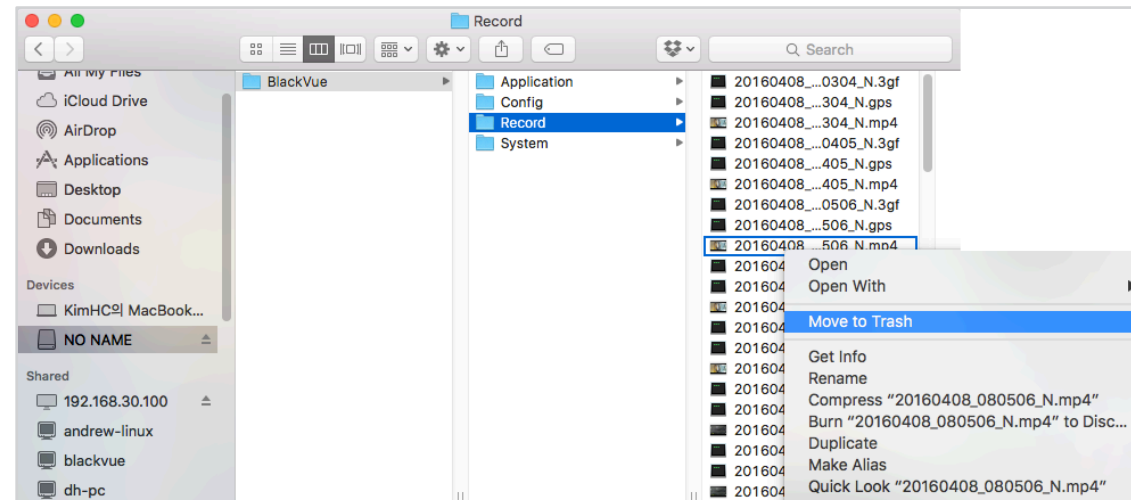 Record
Search
All My Files
iCloud Drive
AirDrop
Applications
Desktop
Documents
Downloads
Devices
KimHC의 MacBook...
NO NAME
Shared
192.168.30.100
andrew-linux
blackvue
dh-pc
BlackVue
Application
Config
Record
System
20160408_...0304_N.3gf
20160408_...304_N.gps
20160408_...304_N.mp4
20160408_...0405_N.3gf
20160408_...405_N.gps
20160408_...405_N.mp4
20160408_...0506_N.3gf
20160408_...506_N.gps
20160408_...506_N.mp4
201604
201604
201604
201604
201604
201604
201604
201604
201604
201604
201604
201604
Open
Open With
Move to Trash
Get Info
Rename
Compress “20160408_080506_N.mp4”
Burn “20160408_080506_N.mp4” to Disc...
Duplicate
Make Alias
Quick Look “20160408_080506_N.mp4”